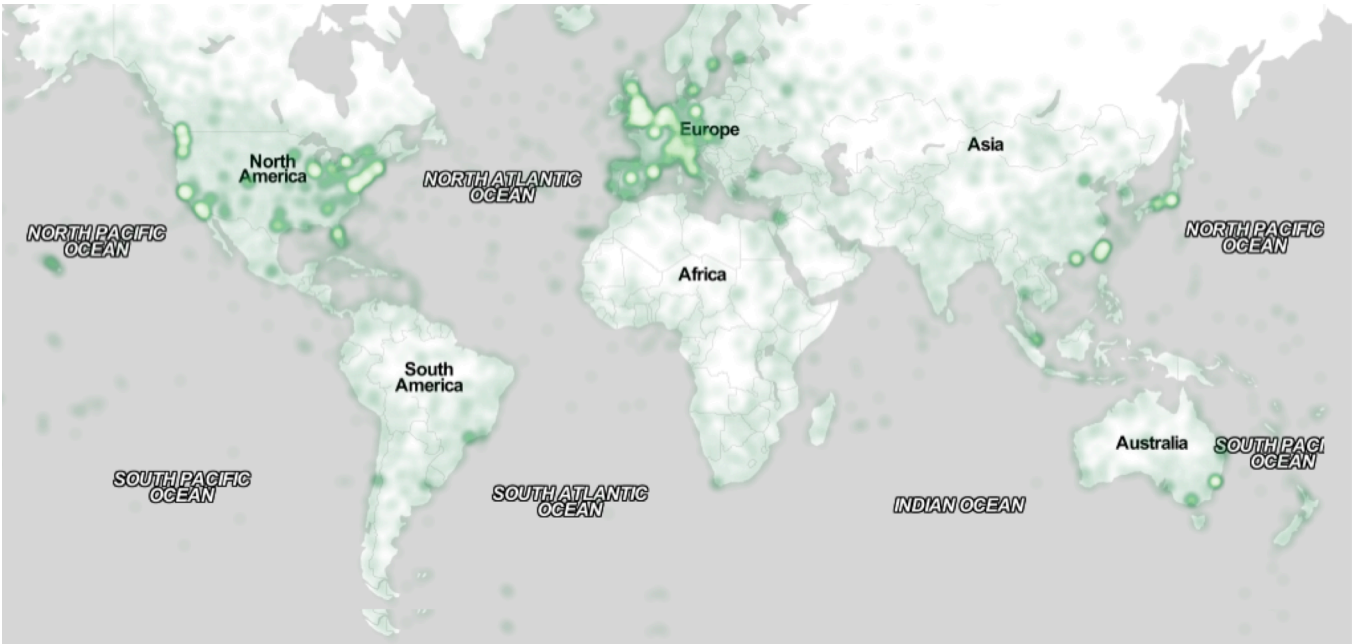 Europe
Asia
North
America
NORTH ATLANTIC
OCEAN
NORTH PACIFIC
OCEAN
NORTH PACIFIC
OCEAN
Africa
South
America
Australia
SOUTH PACI
OCEAN
SOUTH PACIFIC
OCEAN
SOUTH ATLANTIC
OCEAN
INDIAN OCEAN